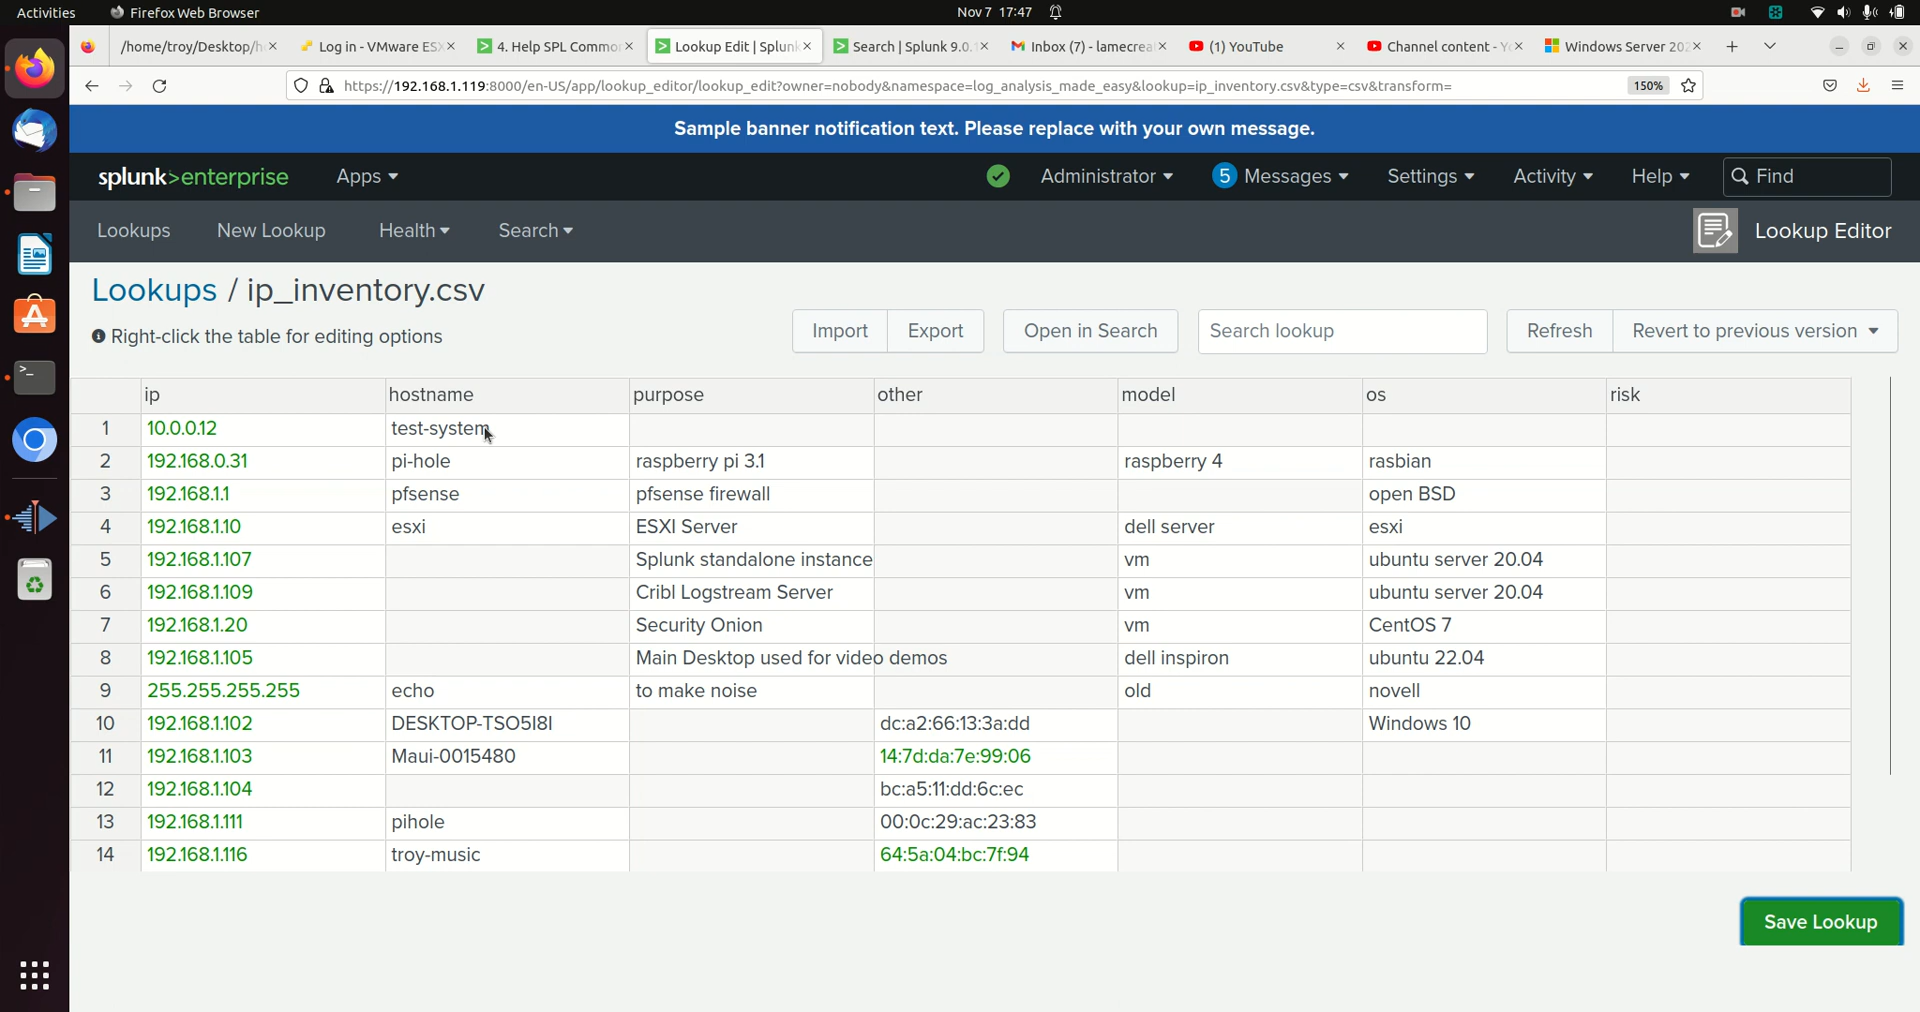 Activities Firefox Web Browser Nov 7 17:47
/home/troy/Desktop/h Log in - VMware ESX 4. Help SPL Commor Lookup Edit | Splunk Search | Splunk 9.0. Inbox (7) - lamecrea (1) YouTube Channel content - Yo Windows Server 202
https://192.168.1.119:8000/en-US/app/lookup_editor/lookup_edit?owner=nobody&namespace=log_analysis_made_easy&lookup=ip_inventory.csv&type=csv&transform= 150%
Sample banner notification text. Please replace with your own message.
splunk>enterprise Apps Administrator 5 Messages Settings Activity Help Find
Lookups New Lookup Health Search Lookup Editor
Lookups / ip_inventory.csv
Right-click the table for editing options Import Export Open in Search Search lookup Refresh Revert to previous version
ip hostname purpose other model os risk
1 10.0.0.12 test-system
2 192.168.0.31 pi-hole raspberry pi 3.1 raspberry 4 rasbian
3 192.168.1.1 pfsense pfsense firewall open BSD
4 192.168.1.10 esxi ESXI Server dell server esxi
5 192.168.1.107 Splunk standalone instance vm ubuntu server 20.04
6 192.168.1.109 Cribl Logstream Server vm ubuntu server 20.04
7 192.168.1.20 Security Onion vm CentOS 7
8 192.168.1.105 Main Desktop used for video demos dell inspiron ubuntu 22.04
9 255.255.255.255 echo to make noise old novell
10 192.168.1.102 DESKTOP-TSO5I8I dc:a2:66:13:3a:dd Windows 10
11 192.168.1.103 Maui-0015480 14:7d:da:7e:99:06
12 192.168.1.104 bc:a5:11:dd:6c:ec
13 192.168.1.111 pihole 00:0c:29:ac:23:83
14 192.168.1.116 troy-music 64:5a:04:bc:7f:94
Save Lookup